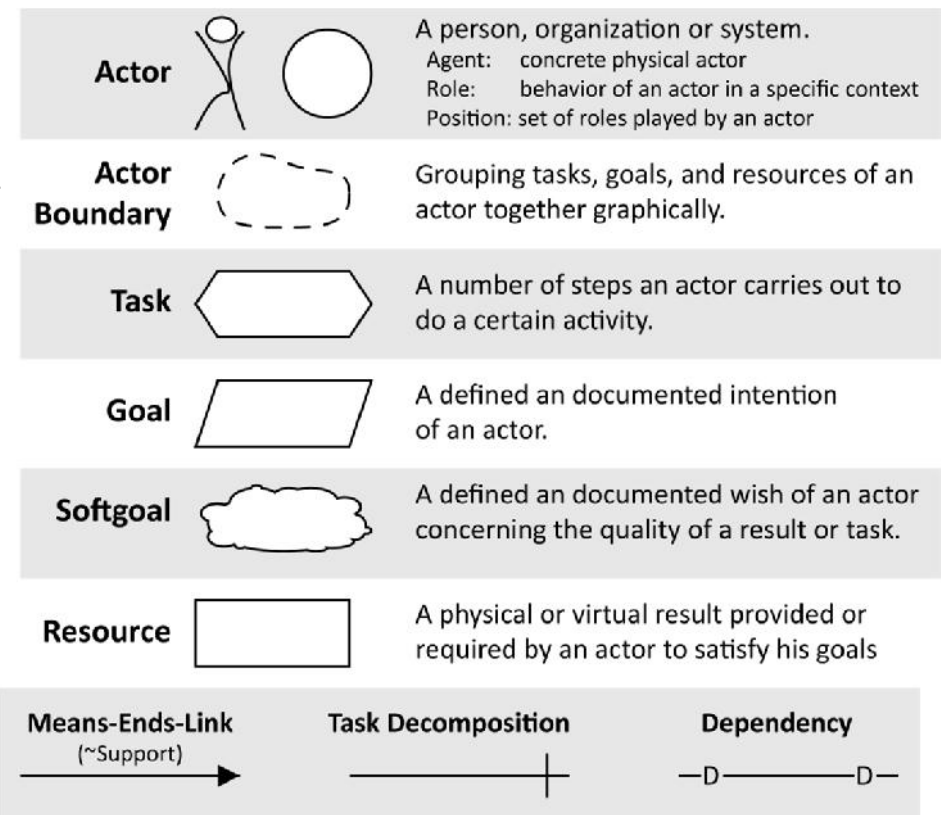 Actor
A person, organization or system.
Agent: concrete physical actor
Role: behavior of an actor in a specific context
Position: set of roles played by an actor
Actor
Boundary
Grouping tasks, goals, and resources of an
actor together graphically.
Task
A number of steps an actor carries out to
do a certain activity.
Goal
A defined an documented intention
of an actor.
Softgoal
A defined an documented wish of an actor
concerning the quality of a result or task.
Resource
A physical or virtual result provided or
required by an actor to satisfy his goals
Means-Ends-Link
(~Support)
Task Decomposition
Dependency
D D